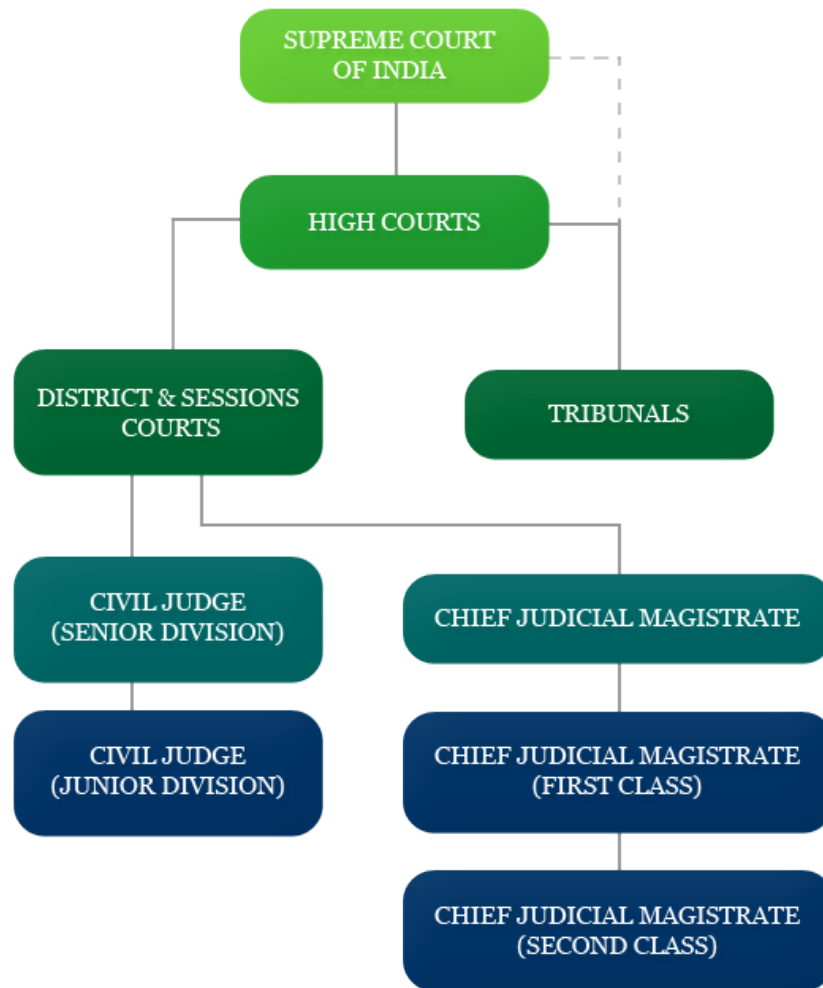 SUPREME COURT
OF INDIA
HIGH COURTS
DISTRICT & SESSIONS
COURTS
TRIBUNALS
CIVIL JUDGE
(SENIOR DIVISION)
CHIEF JUDICIAL MAGISTRATE
CIVIL JUDGE
(JUNIOR DIVISION)
CHIEF JUDICIAL MAGISTRATE
(FIRST CLASS)
CHIEF JUDICIAL MAGISTRATE
(SECOND CLASS)